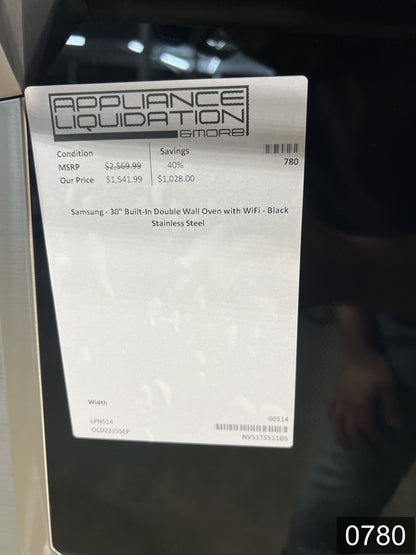 APPLIANCE
LIQUIDATION
&MORE
Condition Savings
MSRP $2,569.99 40% 780
Our Price $1,541.99 $1,028.00
Samsung - 30" Built-In Double Wall Oven with WiFi - Black
Stainless Steel
Width
LPN514 00514
OLD2325SEP NV51T5511DS
0780